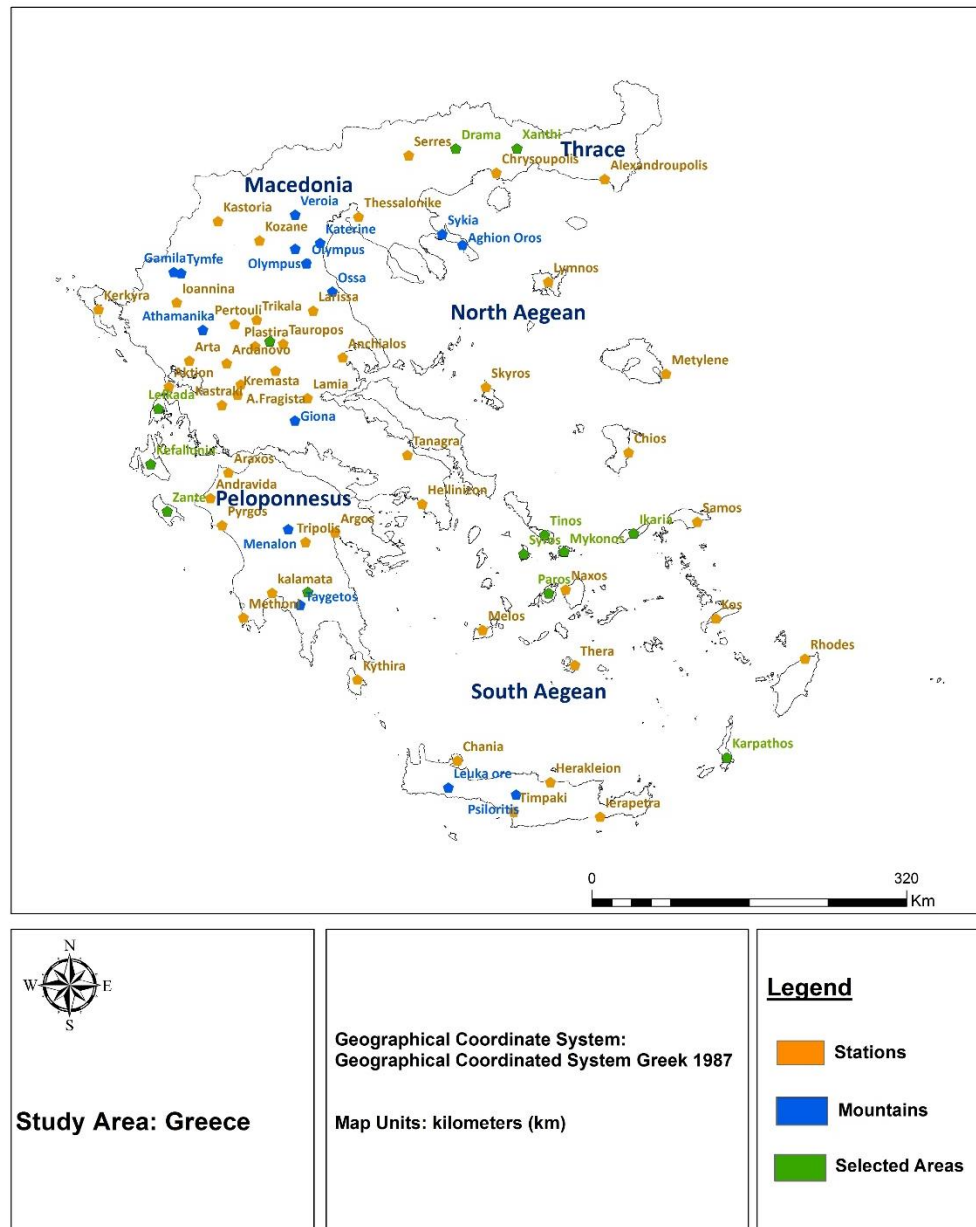 Serres
Drama
Xanthi
Thrace
Chrysoupolis
Alexandroupolis
Macedonia
Veroia
Kastoria
Thessalonike
Kozane
Katerine
Sykia
Olympus
Aghion Oros
Gamila
Tymfe
Olympus
Ossa
Lymnos
Kerkyra
Ioannina
Athamanika
Pertouli
Trikala
Larissa
North Aegean
Plastira
Tauropos
Arta
Ardanovo
Anchialos
Metylene
Aktion
Kremasta
Skyros
Lefkada
Kastraki
A.Fragista
Lamia
Giona
Kefallonia
Tanagra
Chios
Araxos
Andravida
Zante
Peloponnesus
Hellinizon
Pyrgos
Tripolis
Argos
Menalon
Tinos
Ikaria
Samos
Syros
Mykonos
kalamata
Paros
Naxos
Methoni
Taygetos
Melos
Kos
Rhodes
Kythira
Thera
South Aegean
Chania
Karpathos
Leuka ore
Herakleion
Psiloritis
Timpaki
Ierapetra
0 320
Km
N
W E
S
Study Area: Greece
Geographical Coordinate System:
Geographical Coordinated System Greek 1987
Map Units: kilometers (km)
Legend
Stations
Mountains
Selected Areas